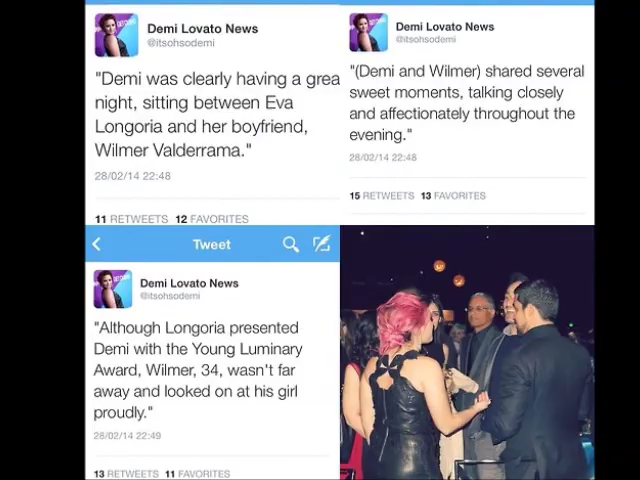 Demi Lovato News
@itsohsodemi
"Demi was clearly having a grea
night, sitting between Eva
Longoria and her boyfriend,
Wilmer Valderrama."
28/02/14 22:48
11 RETWEETS 12 FAVORITES
Demi Lovato News
@itsohsodemi
"(Demi and Wilmer) shared several
sweet moments, talking closely
and affectionately throughout the
evening."
28/02/14 22:48
15 RETWEETS 13 FAVORITES
Tweet
Demi Lovato News
@itsohsodemi
"Although Longoria presented
Demi with the Young Luminary
Award, Wilmer, 34, wasn't far
away and looked on at his girl
proudly."
28/02/14 22:49
13 RETWEETS 11 FAVORITES